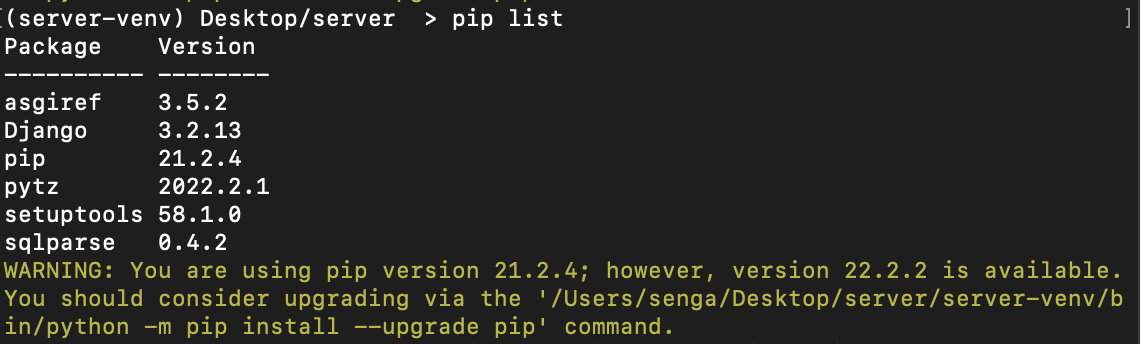 (server-venv) Desktop/server  > pip list
Package    Version
---------- --------
asgiref    3.5.2
Django     3.2.13
pip        21.2.4
pytz       2022.2.1
setuptools 58.1.0
sqlparse   0.4.2
WARNING: You are using pip version 21.2.4; however, version 22.2.2 is available.
You should consider upgrading via the '/Users/senga/Desktop/server/server-venv/b
in/python -m pip install --upgrade pip' command.